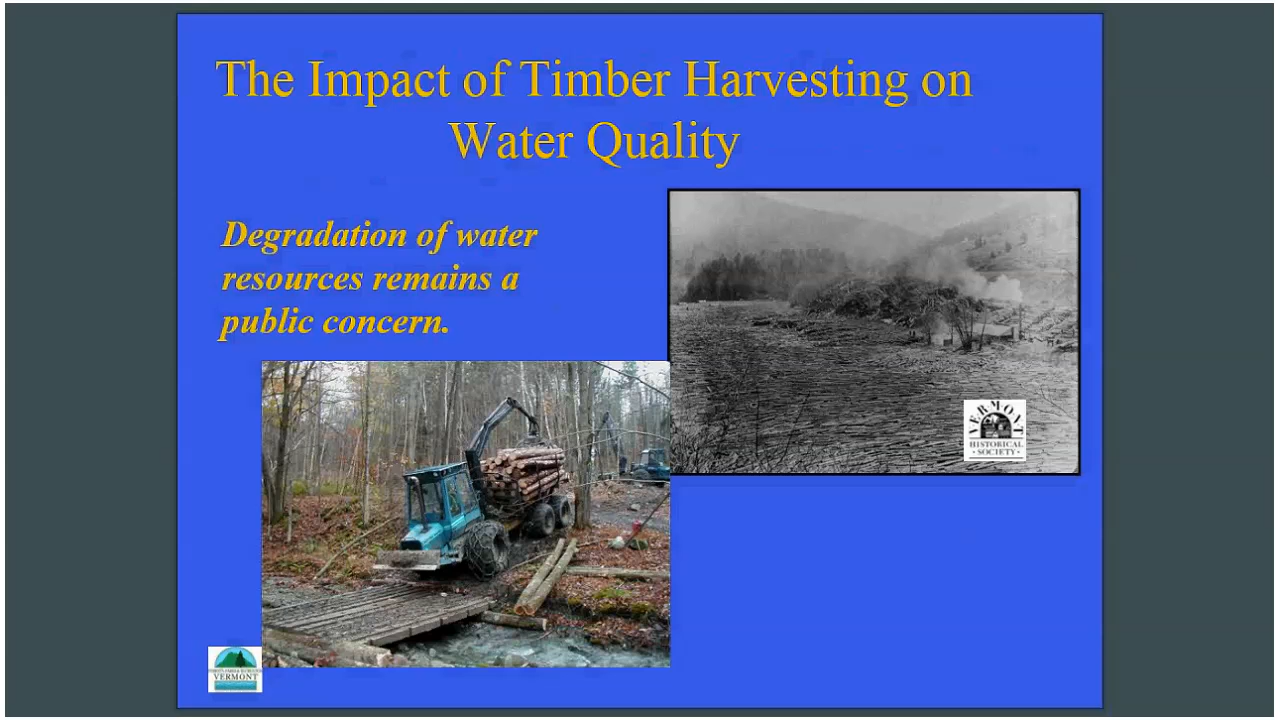 The Impact of Timber Harvesting on
Water Quality
Degradation of water
resources remains a
public concern.
VERMONT
HISTORICAL
• SOCIETY •
VERMONT